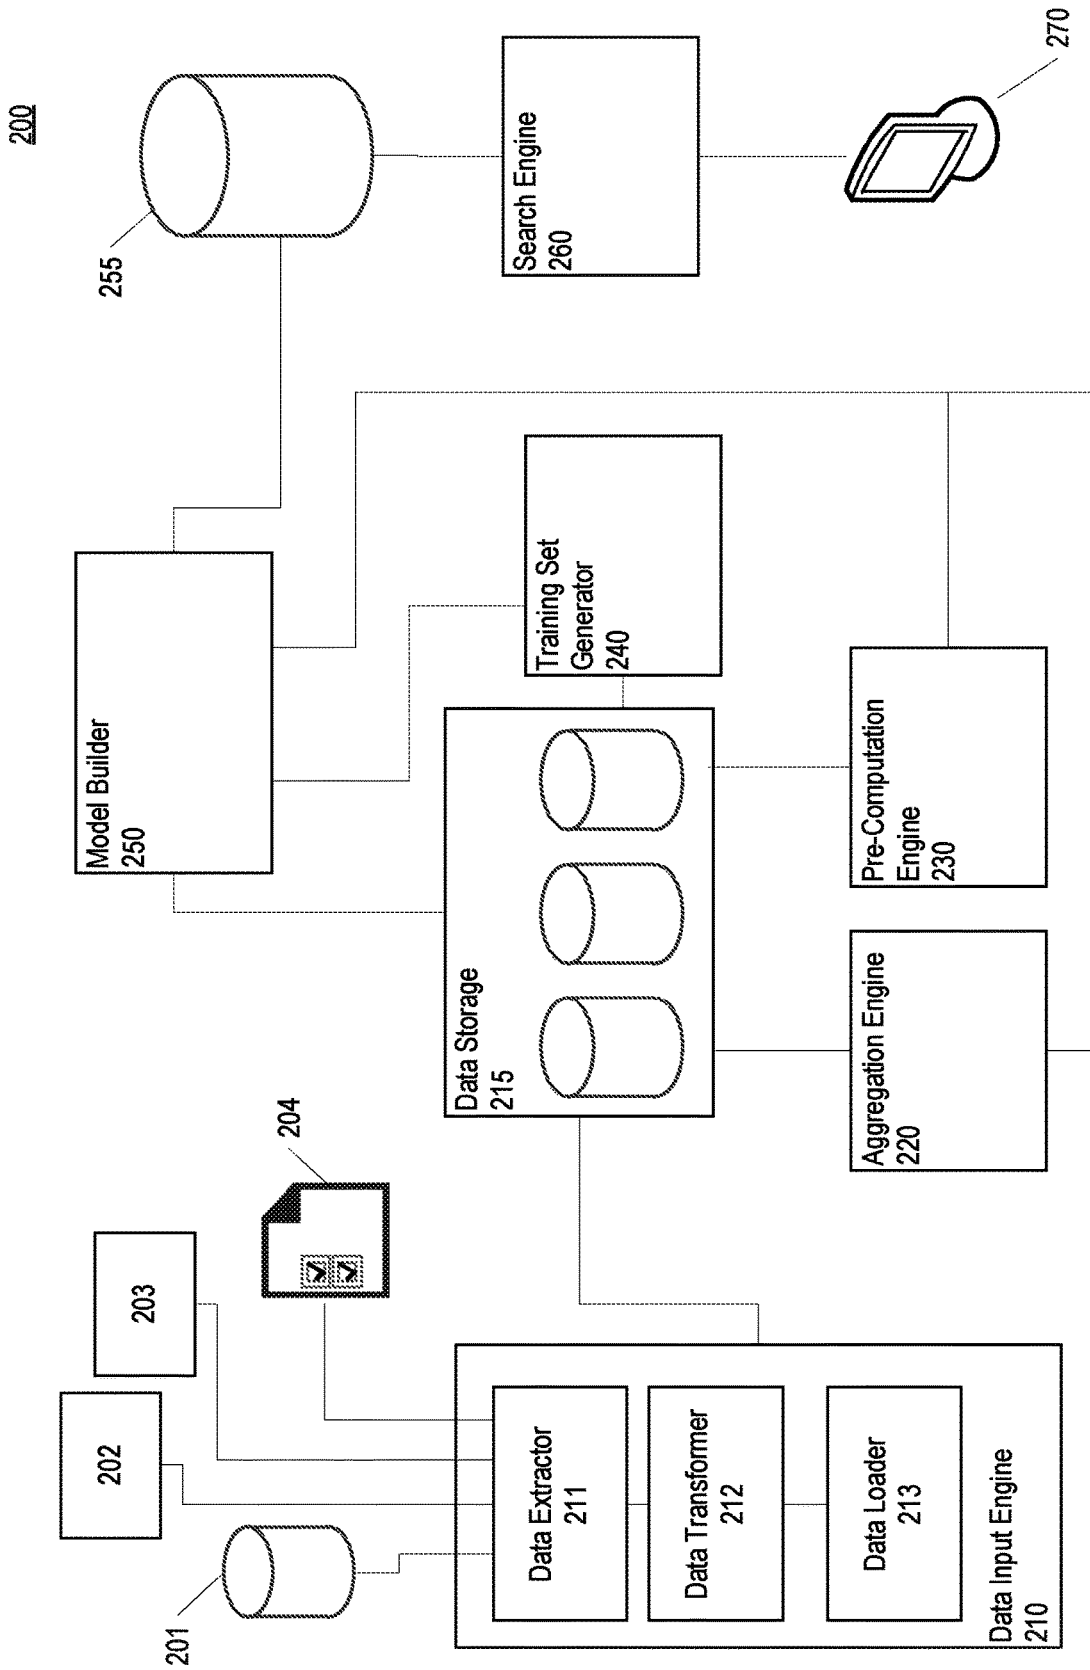 200
201
202
203
204
Data Extractor
211
Data Transformer
212
Data Loader
213
Data Input Engine
210
Data Storage
215
Model Builder
250
Training Set
Generator
240
Aggregation Engine
220
Pre-Computation
Engine
230
255
Search Engine
260
270